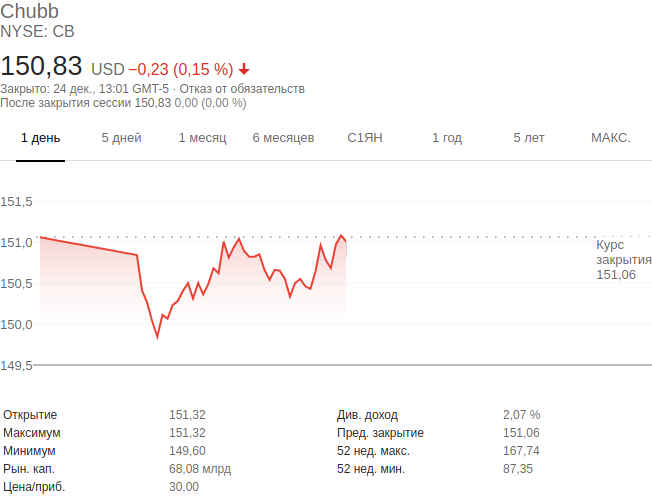 Chubb
NYSE: CB
150,83 USD −0,23 (0,15 %)
Закрыто: 24 дек., 13:01 GMT-5 · Отказ от обязательств
После закрытия сессии 150,83 0,00 (0,00 %)
1 день 5 дней 1 месяц 6 месяцев С1ЯН 1 год 5 лет МАКС.
151,5
151,0
150,5
150,0
149,5
Курс
закрытия
151,06
Открытие 151,32 Див. доход 2,07 %
Максимум 151,32 Пред. закрытие 151,06
Минимум 149,60 52 нед. макс. 167,74
Рын. кап. 68,08 млрд 52 нед. мин. 87,35
Цена/приб. 30,00